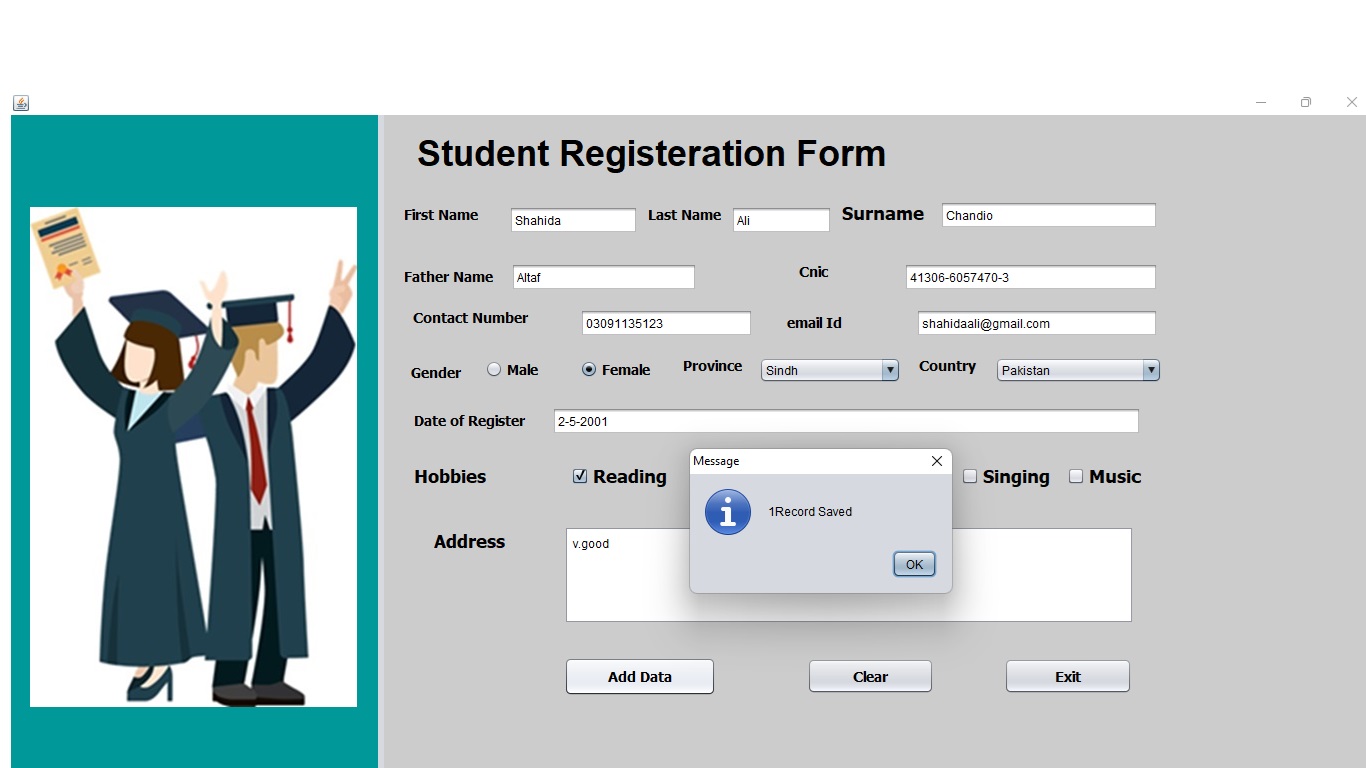 Student Registeration Form
First Name Shahida Last Name Ali Surname Chandio
Father Name Altaf Cnic 41306-6057470-3
Contact Number 03091135123 email Id shahidaali@gmail.com
Gender Male Female Province Sindh Country Pakistan
Date of Register 2-5-2001
Message
Hobbies Reading Singing Music
1Record Saved
Address v.good
OK
Add Data Clear Exit